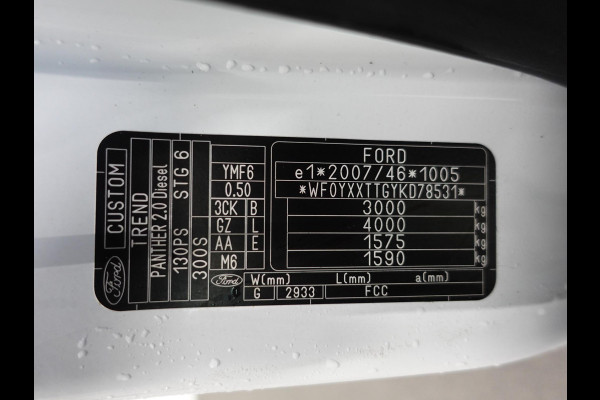 Ford
CUSTOM
TREND
PANTHER 2.0 Diesel
130PS STG 6
300S
YMF6
0.50
3CK B
GZ L
AA E
M6
Ford
FORD
e1*2007/46*1005
*WF0YXXTTGYKD78531*
3000 kg
4000 kg
1575 kg
1590 kg
W(mm) L(mm) a(mm)
G 2933 FCC